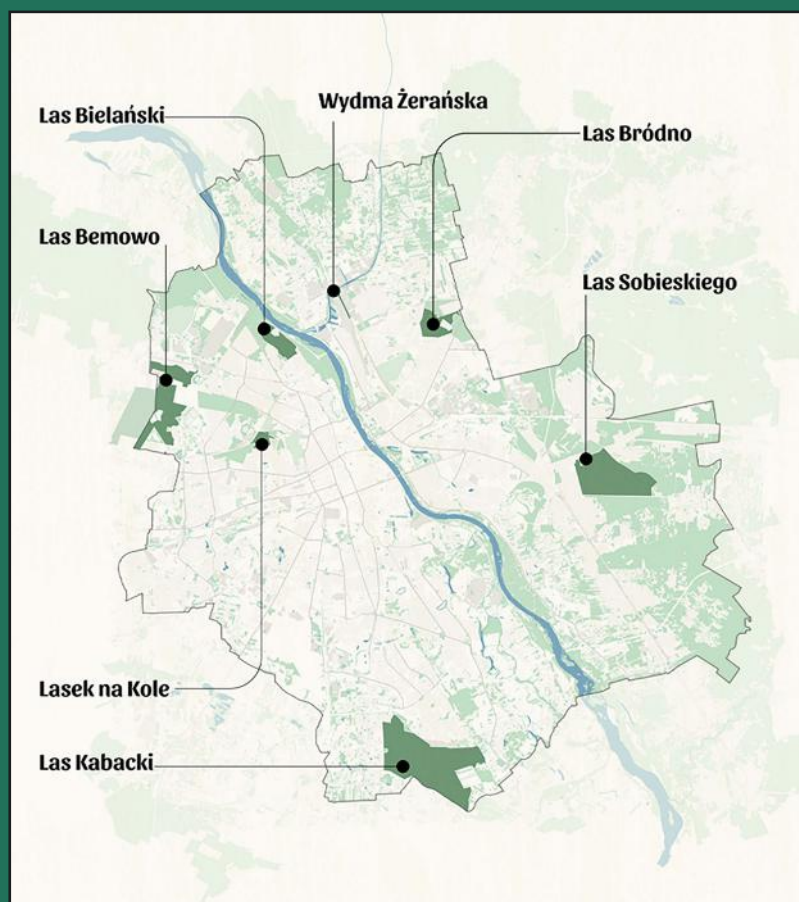 Wydma Żerańska
Las Bielański
Las Bródno
Las Bemowo
Las Sobieskiego
Lasek na Kole
Las Kabacki